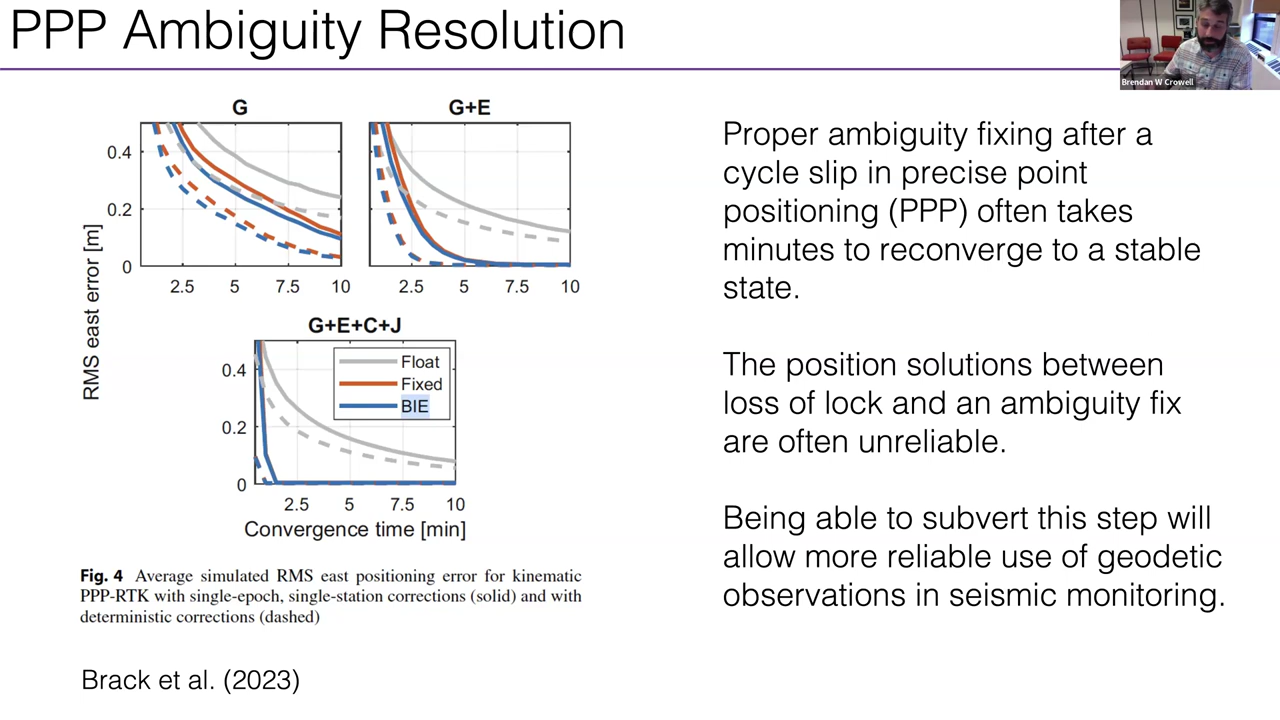 PPP Ambiguity Resolution
Brendan W Crowell
G
G+E
0.4
0.2
0
2.5 5 7.5 10
2.5 5 7.5 10
G+E+C+J
0.4
0.2
0
Float
Fixed
BIE
2.5 5 7.5 10
RMS east error [m]
Convergence time [min]
Fig. 4 Average simulated RMS east positioning error for kinematic
PPP-RTK with single-epoch, single-station corrections (solid) and with
deterministic corrections (dashed)
Brack et al. (2023)
Proper ambiguity fixing after a
cycle slip in precise point
positioning (PPP) often takes
minutes to reconverge to a stable
state.
The position solutions between
loss of lock and an ambiguity fix
are often unreliable.
Being able to subvert this step will
allow more reliable use of geodetic
observations in seismic monitoring.